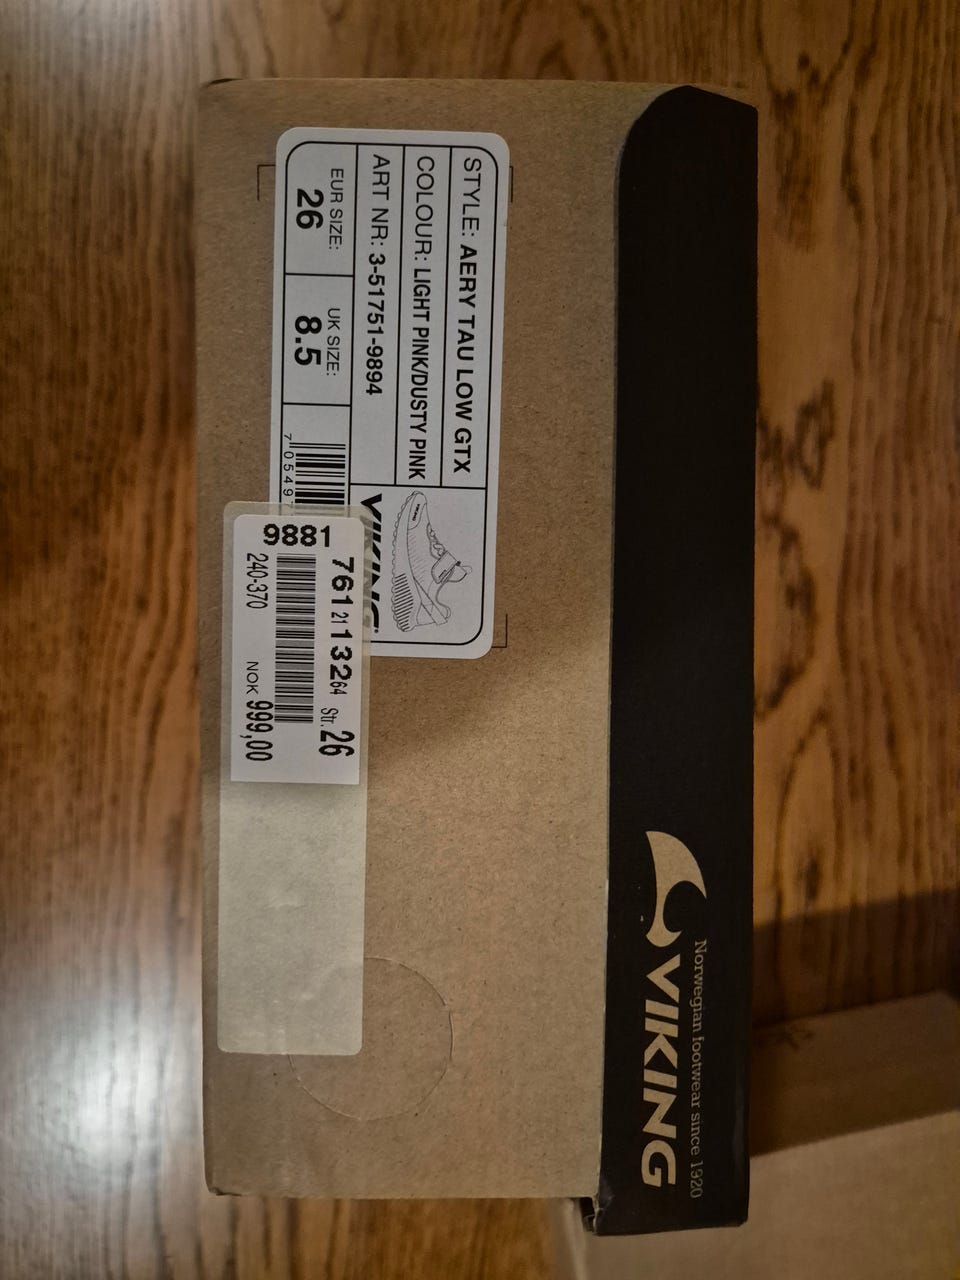 STYLE: AERY TAU LOW GTX
COLOUR: LIGHT PINK/DUSTY PINK
ART NR: 3-51751-9894
EUR SIZE:
26
UK SIZE:
8.5
7 05497
VIKING
9881
761 21 132 64 Str. 26
240-370
NOK 999,00
Norwegian footwear since 1920
VIKING